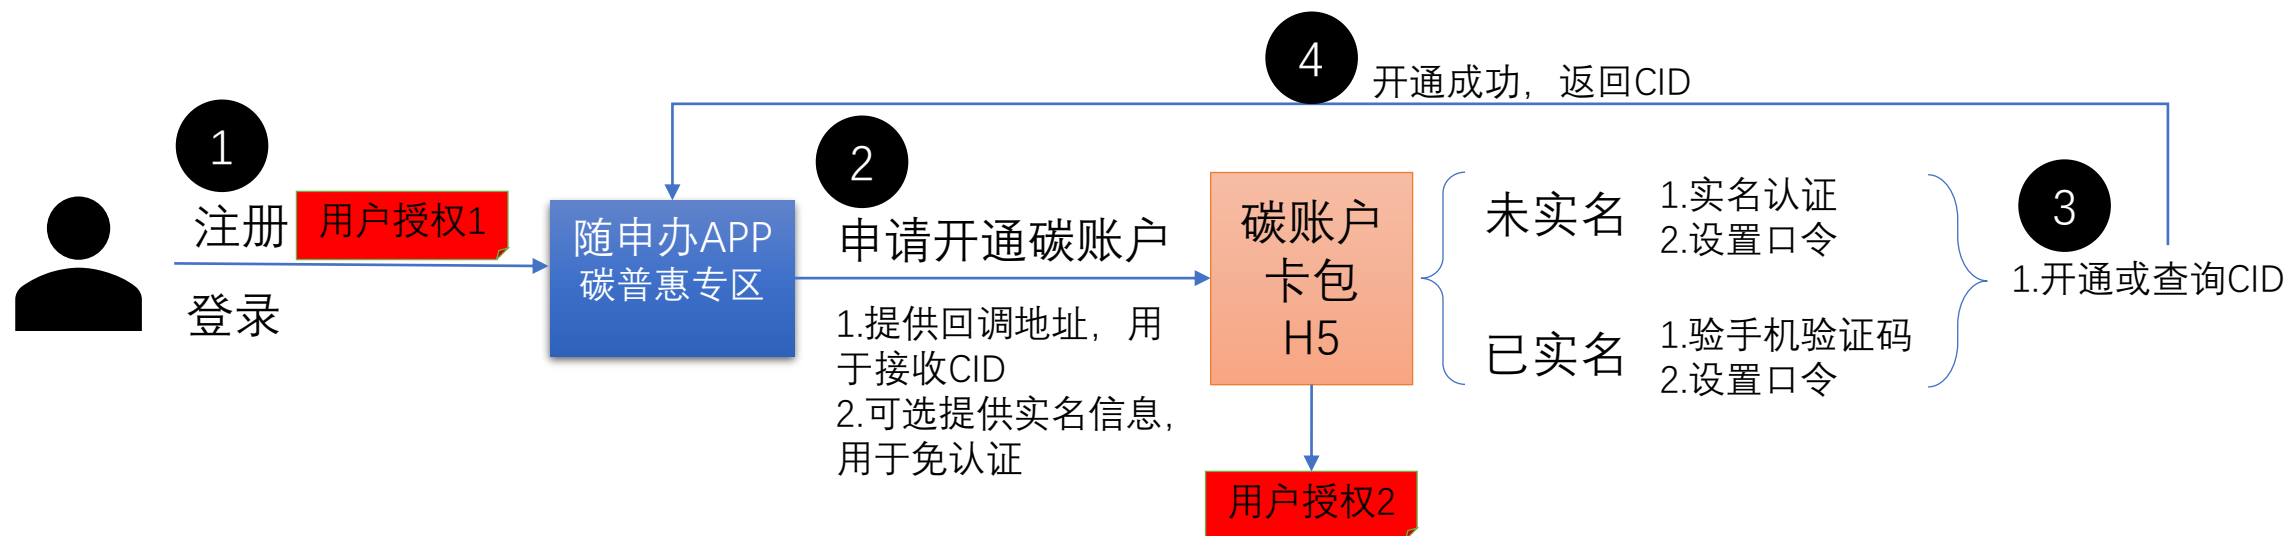 4
开通成功，返回CID
1
注册
用户授权1
登录
随申办APP
碳普惠专区
2
申请开通碳账户
1.提供回调地址，用
于接收CID
2.可选提供实名信息，
用于免认证
碳账户
卡包
H5
用户授权2
未实名
1.实名认证
2.设置口令
已实名
1.验手机验证码
2.设置口令
3
1.开通或查询CID